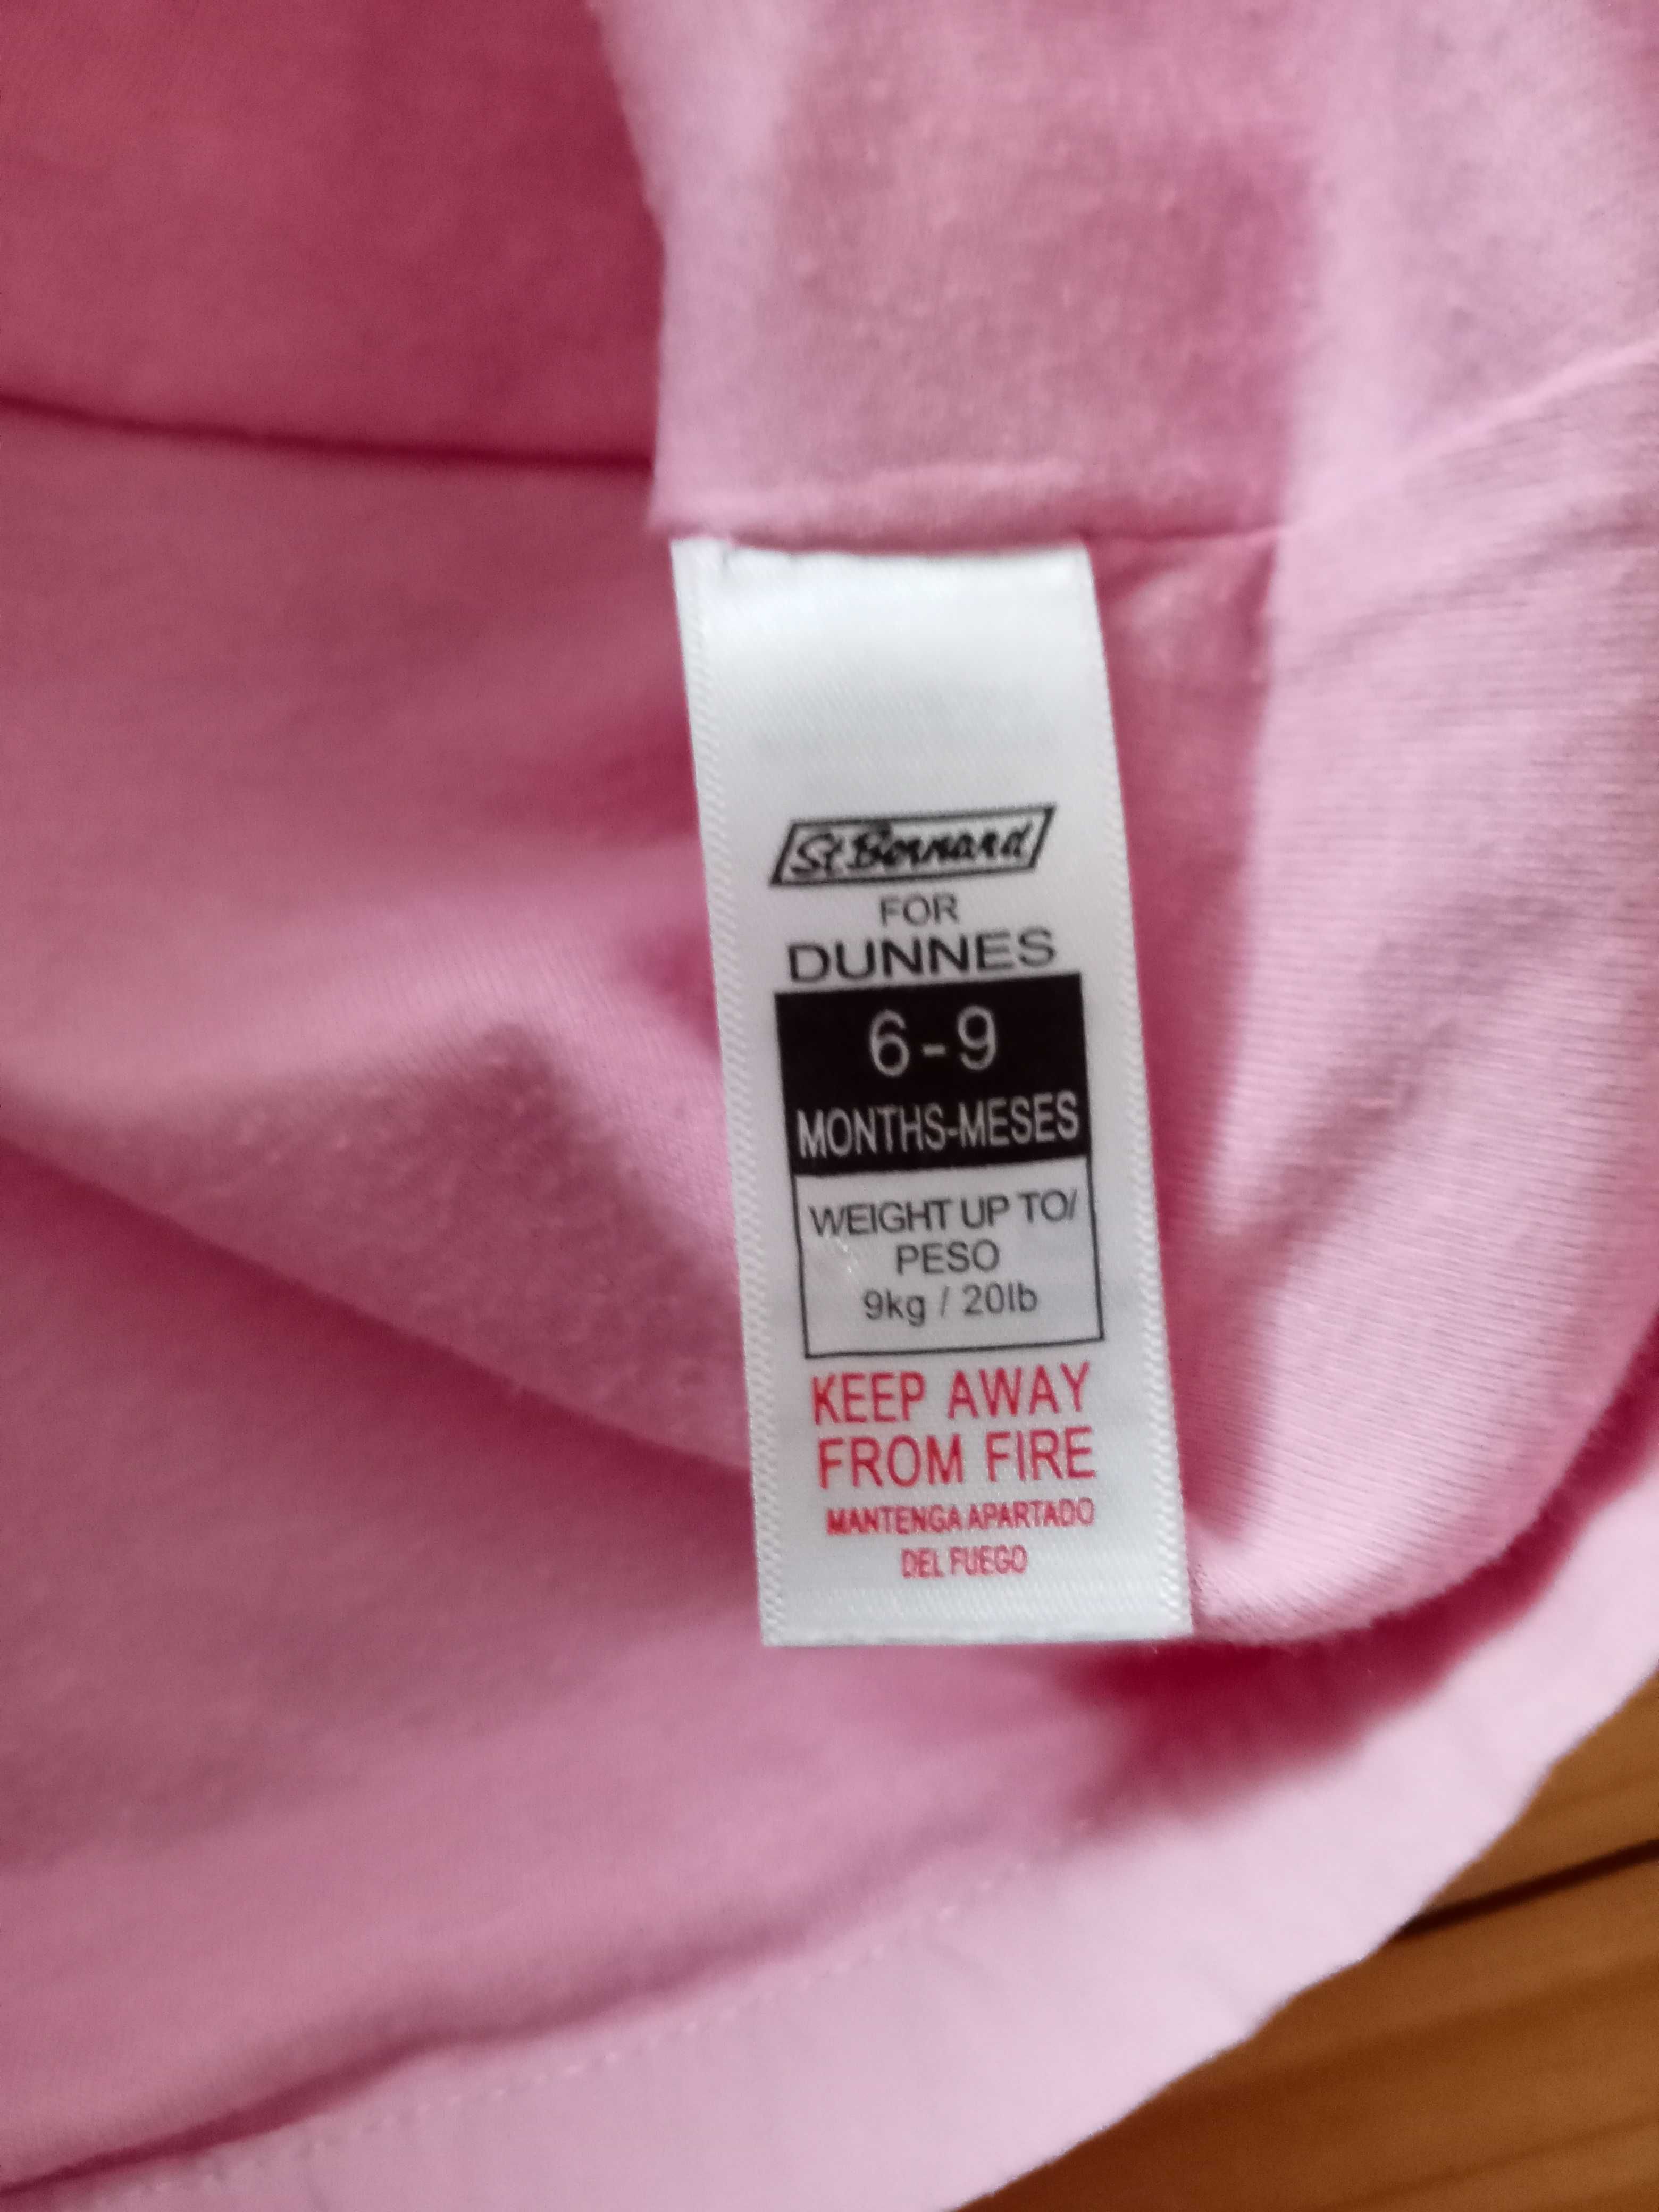 St Bernard
FOR
DUNNES
6-9
MONTHS-MESES
WEIGHT UP TO/
PESO
9kg / 20lb
KEEP AWAY
FROM FIRE
MANTENGA APARTADO
DEL FUEGO